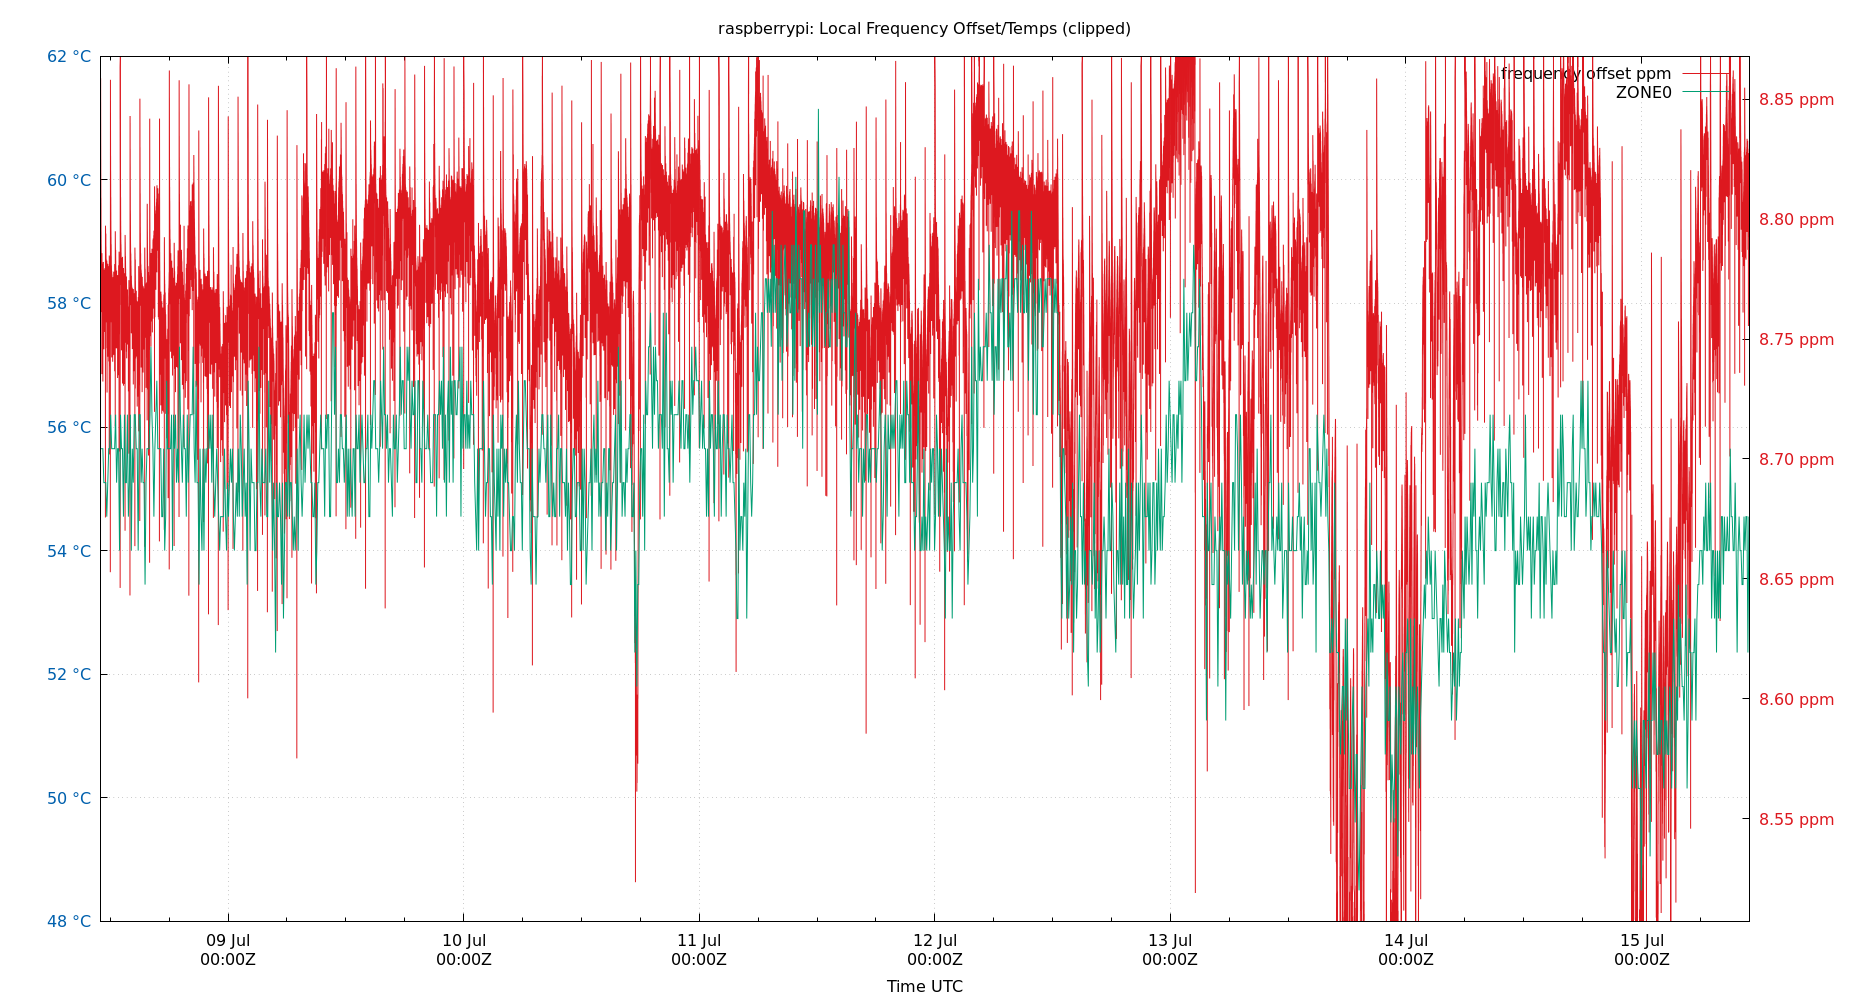 raspberrypi: Local Frequency Offset/Temps (clipped)
62 °C
60 °C
58 °C
56 °C
54 °C
52 °C
50 °C
48 °C
frequency offset ppm
ZONE0
8.85 ppm
8.80 ppm
8.75 ppm
8.70 ppm
8.65 ppm
8.60 ppm
8.55 ppm
09 Jul
00:00Z
10 Jul
00:00Z
11 Jul
00:00Z
12 Jul
00:00Z
13 Jul
00:00Z
14 Jul
00:00Z
15 Jul
00:00Z
Time UTC